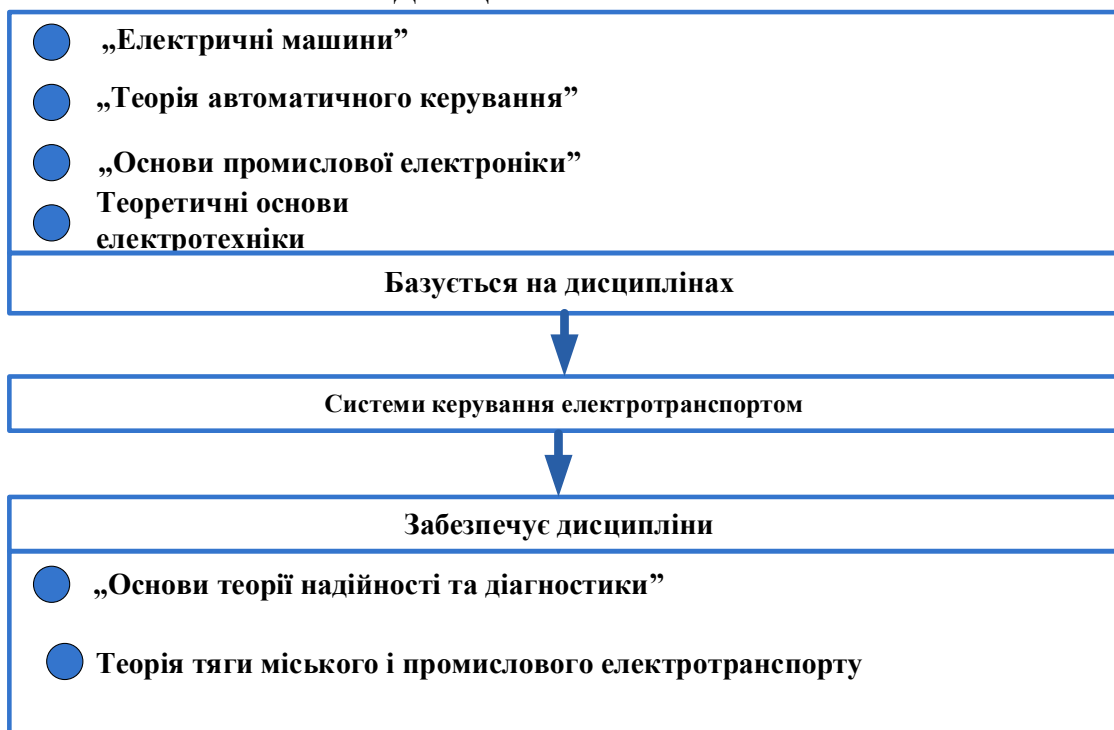 „Електричні машини”
„Теорія автоматичного керування”
„Основи промислової електроніки”
Теоретичні основи
електротехніки
Базується на дисциплінах
Системи керування електротранспортом
Забезпечує дисципліни
„Основи теорії надійності та діагностики”
Теорія тяги міського і промислового електротранспорту